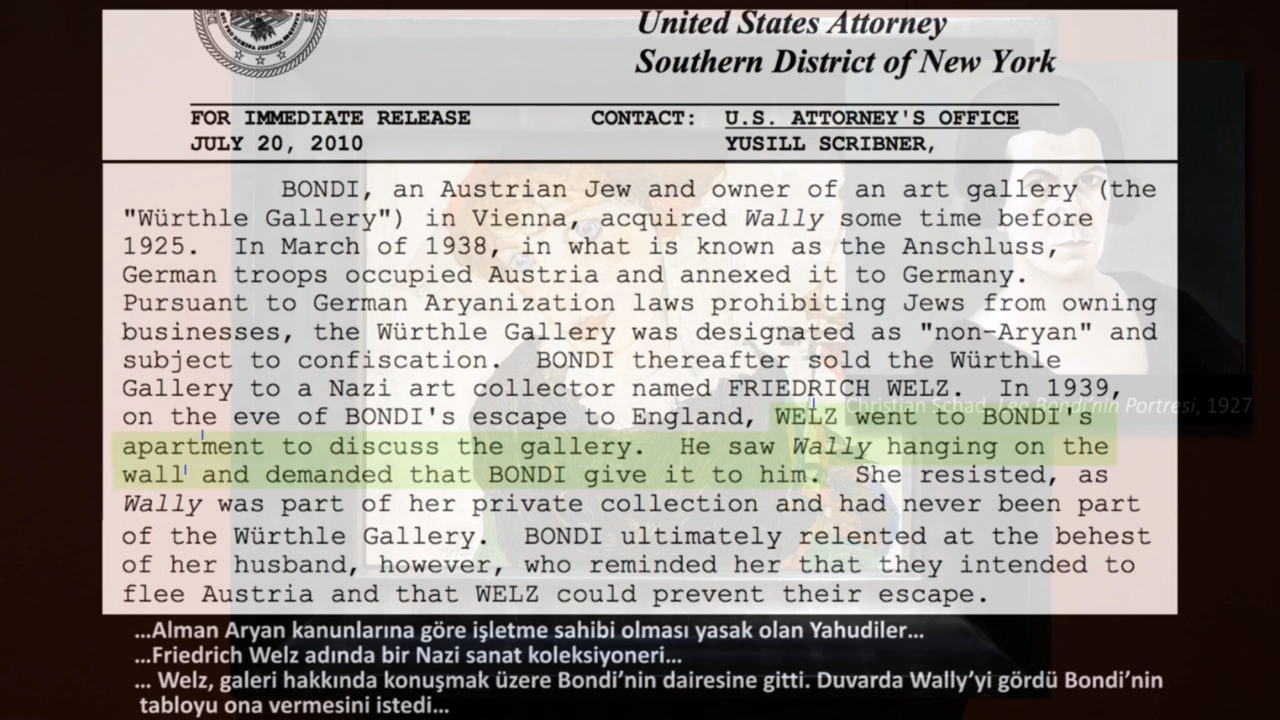 United States Attorney
Southern District of New York
FOR IMMEDIATE RELEASE CONTACT: U.S. ATTORNEY'S OFFICE
JULY 20, 2010 YUSILL SCRIBNER,
BONDI, an Austrian Jew and owner of an art gallery (the
"Würthle Gallery") in Vienna, acquired Wally some time before
1925. In March of 1938, in what is known as the Anschluss,
German troops occupied Austria and annexed it to Germany.
Pursuant to German Aryanization laws prohibiting Jews from owning
businesses, the Würthle Gallery was designated as "non-Aryan" and
subject to confiscation. BONDI thereafter sold the Würthle
Gallery to a Nazi art collector named FRIEDRICH WELZ. In 1939,
on the eve of BONDI's escape to England, WELZ went to BONDI's
apartment to discuss the gallery. He saw Wally hanging on the
wall and demanded that BONDI give it to him. She resisted, as
Wally was part of her private collection and had never been part
of the Würthle Gallery. BONDI ultimately relented at the behest
of her husband, however, who reminded her that they intended to
flee Austria and that WELZ could prevent their escape.
Christian Schad, Lea Bondi'nin Portresi, 1927
...Alman Aryan kanunlarına göre işletme sahibi olması yasak olan Yahudiler...
...Friedrich Welz adında bir Nazi sanat koleksiyoneri...
... Welz, galeri hakkında konuşmak üzere Bondi'nin dairesine gitti. Duvarda Wally'yi gördü Bondi'nin
tabloyu ona vermesini istedi...